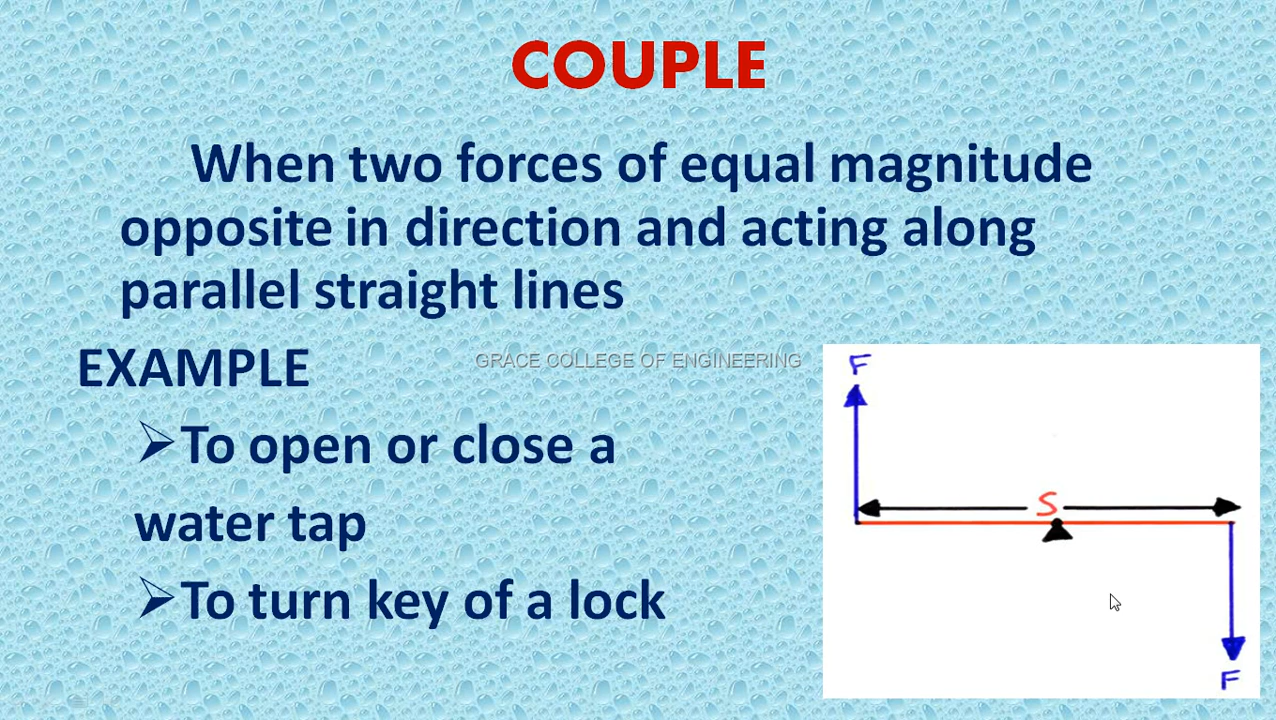 COUPLE
When two forces of equal magnitude
opposite in direction and acting along
parallel straight lines
EXAMPLE
GRACE COLLEGE OF ENGINEERING
➢To open or close a
water tap
➢To turn key of a lock
F
S
F